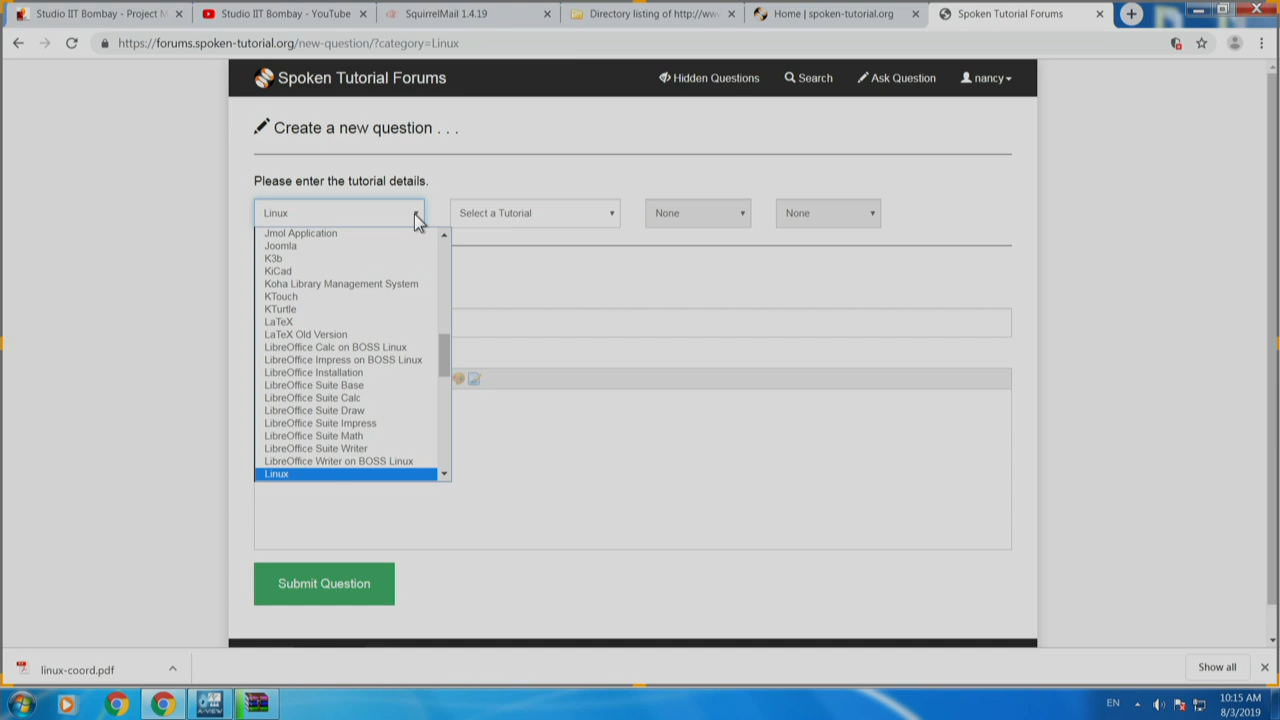 Studio IIT Bombay - Project M
Studio IIT Bombay - YouTube
SquirrelMail 1.4.19
Directory listing of http://ww
Home | spoken-tutorial.org
Spoken Tutorial Forums
https://forums.spoken-tutorial.org/new-question/?category=Linux
Spoken Tutorial Forums
Hidden Questions
Search
Ask Question
nancy
Create a new question . . .
Please enter the tutorial details.
Linux
Select a Tutorial
None
None
Jmol Application
Joomla
K3b
KiCad
Koha Library Management System
KTouch
KTurtle
LaTeX
LaTeX Old Version
LibreOffice Calc on BOSS Linux
LibreOffice Impress on BOSS Linux
LibreOffice Installation
LibreOffice Suite Base
LibreOffice Suite Calc
LibreOffice Suite Draw
LibreOffice Suite Impress
LibreOffice Suite Math
LibreOffice Suite Writer
LibreOffice Writer on BOSS Linux
Linux
Submit Question
linux-coord.pdf
Show all
A-VIEW
EN
10:15 AM
8/3/2019